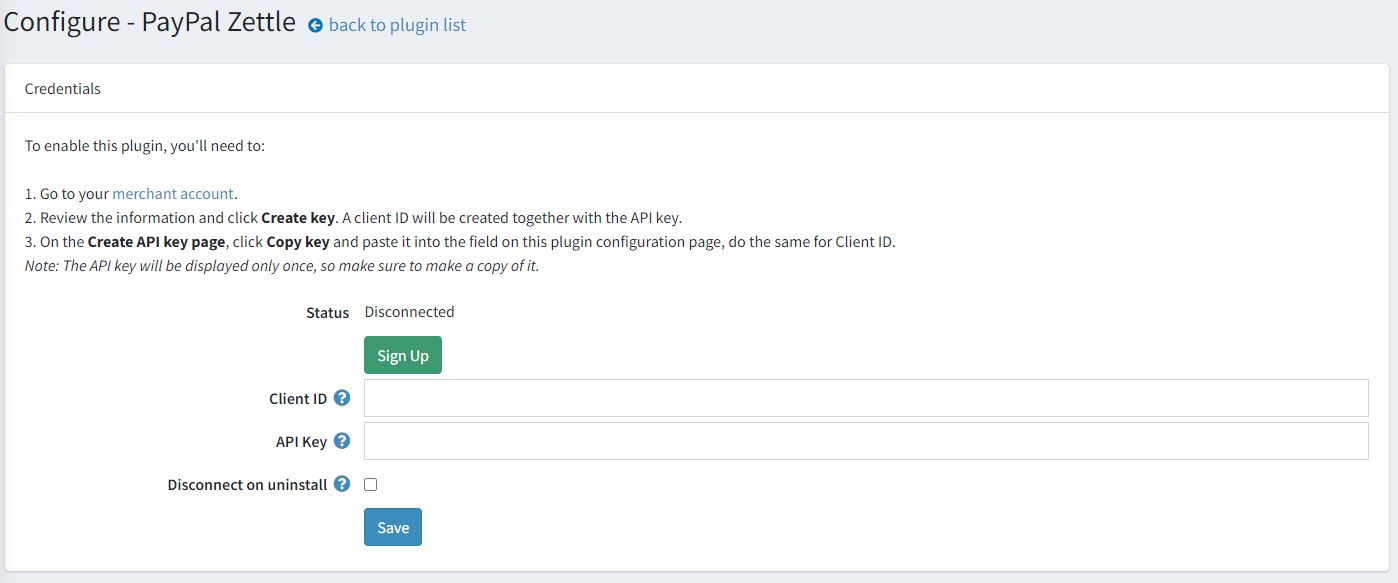 Configure - PayPal Zettle back to plugin list
Credentials
To enable this plugin, you'll need to:
1. Go to your merchant account.
2. Review the information and click Create key. A client ID will be created together with the API key.
3. On the Create API key page, click Copy key and paste it into the field on this plugin configuration page, do the same for Client ID.
Note: The API key will be displayed only once, so make sure to make a copy of it.
Status Disconnected
Sign Up
Client ID ?
API Key ?
Disconnect on uninstall ?
Save